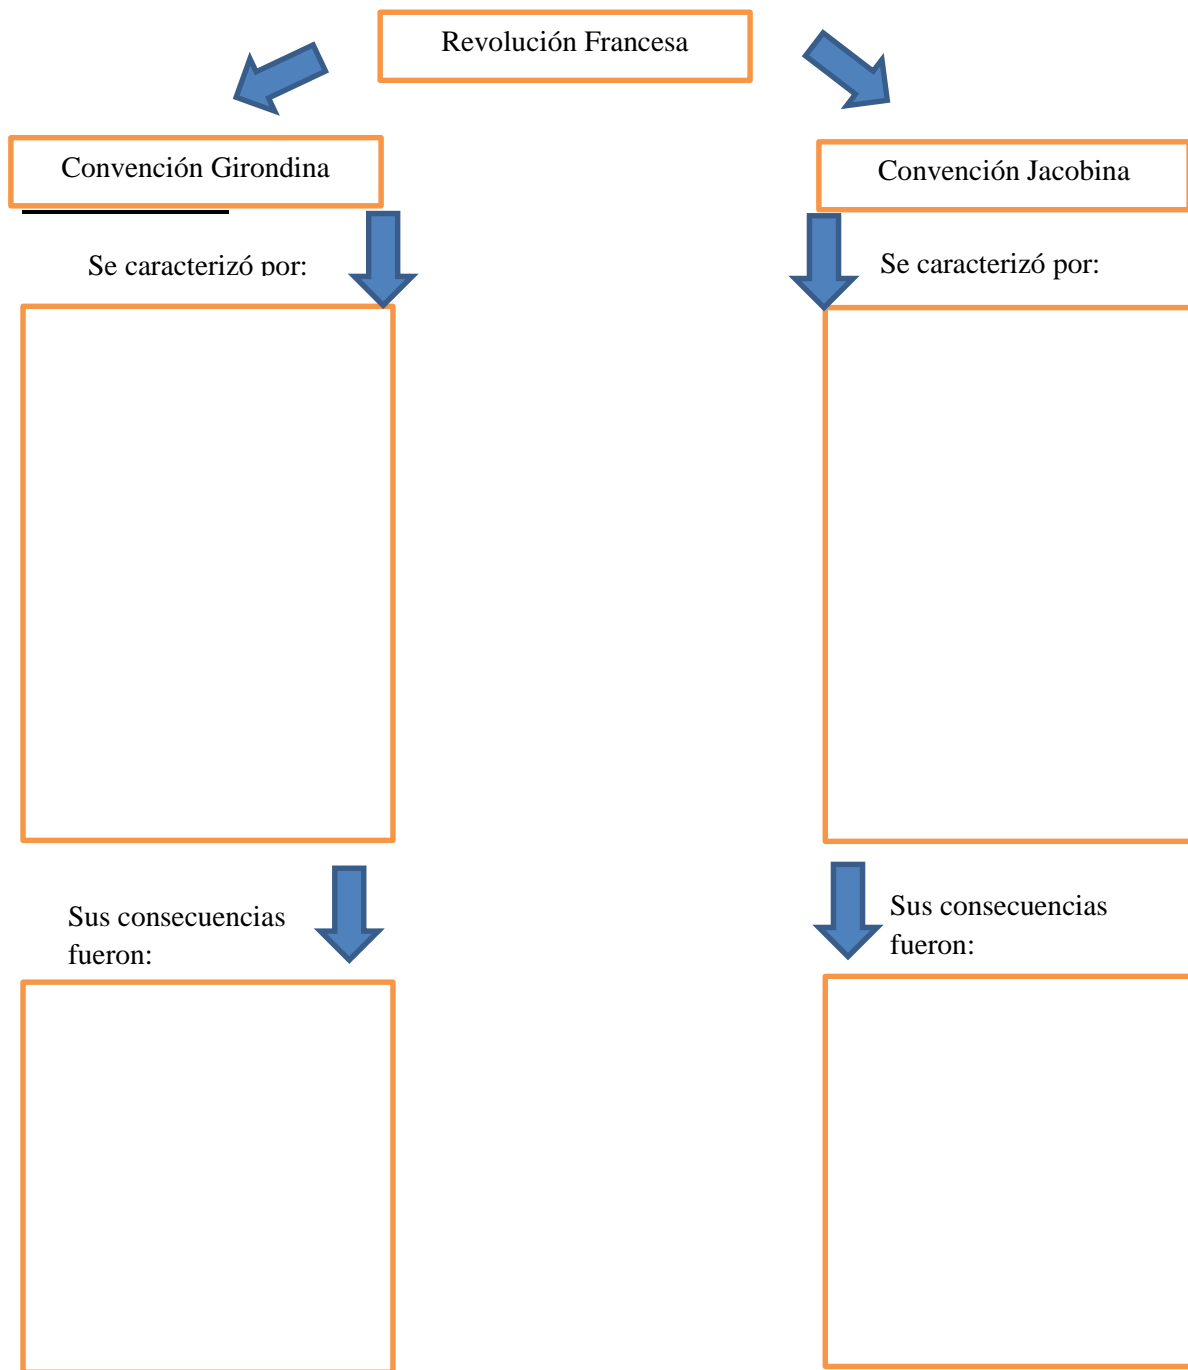 Revolución Francesa
Convención Girondina
Convención Jacobina
Se caracterizó por:
Se caracterizó por:
Sus consecuencias
fueron:
Sus consecuencias
fueron: